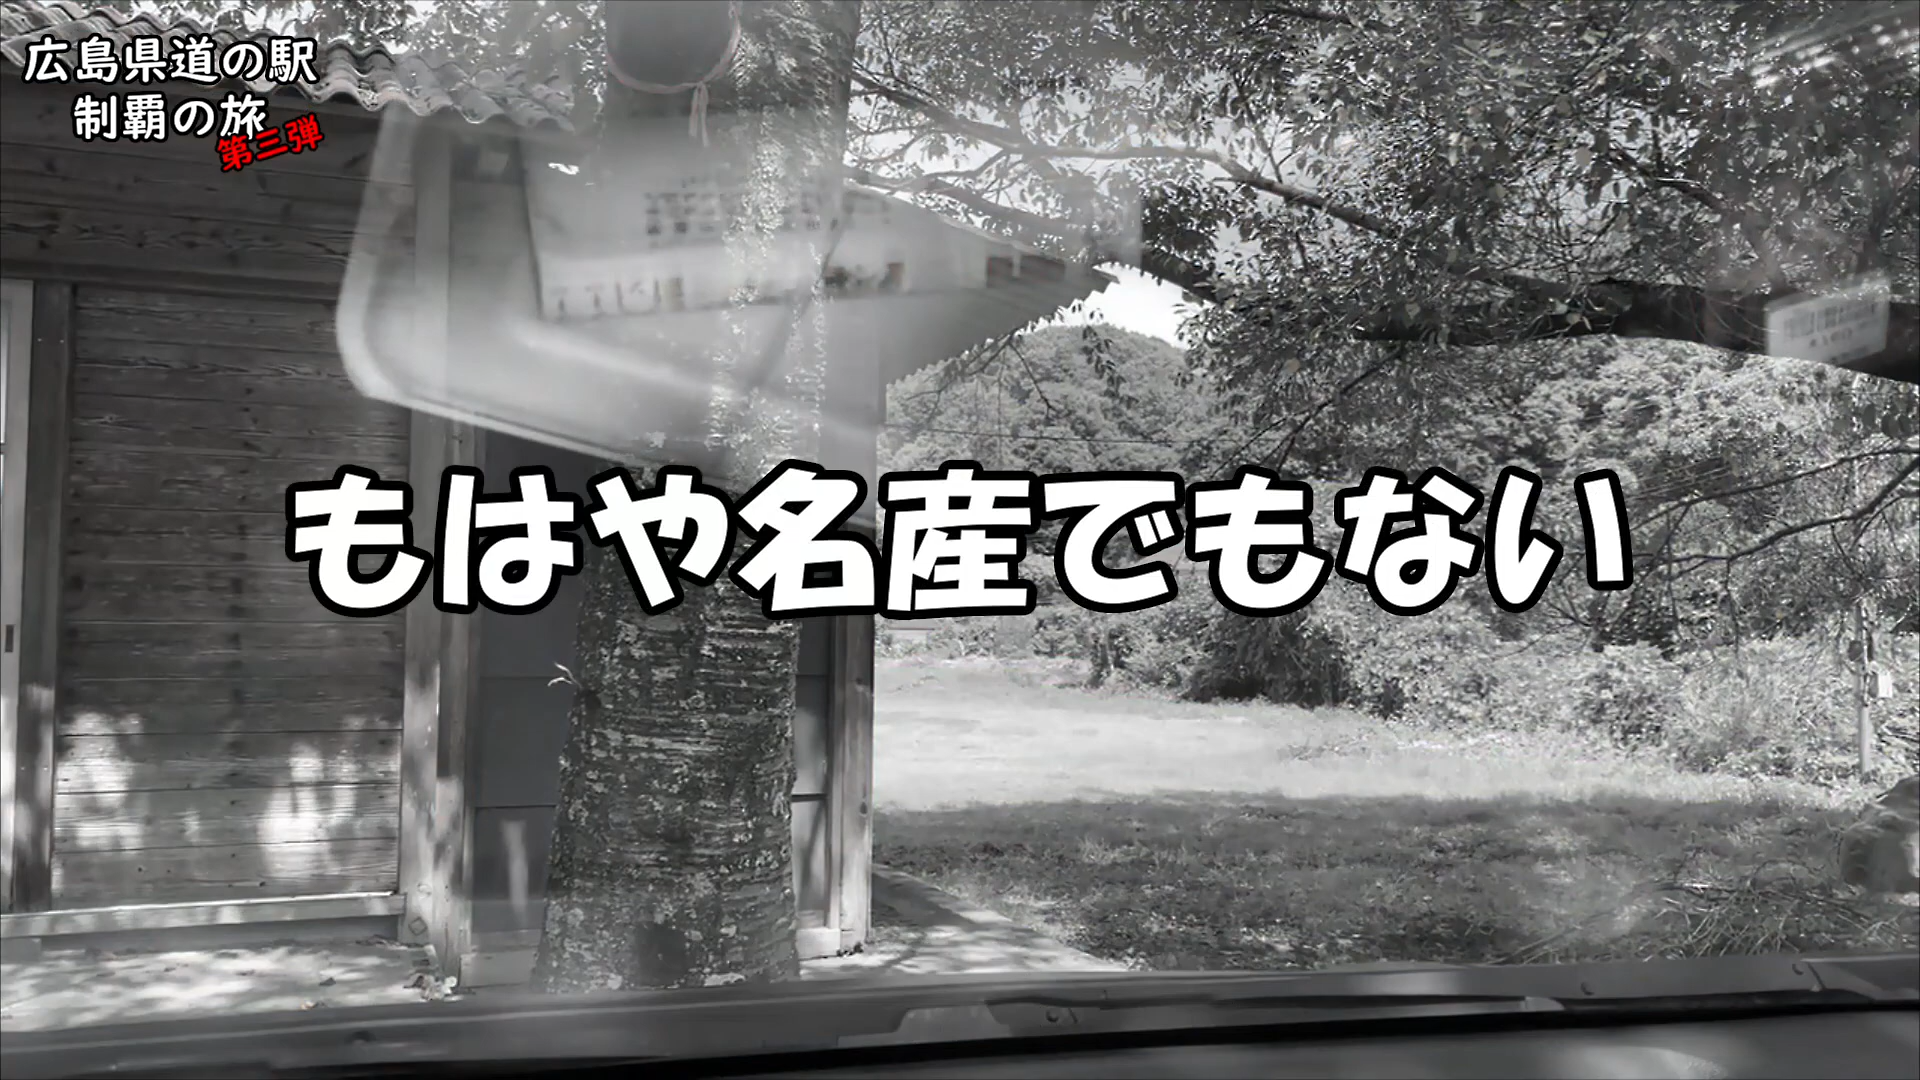 広島県道の駅
制覇の旅
第三弾
もはや名産でもない